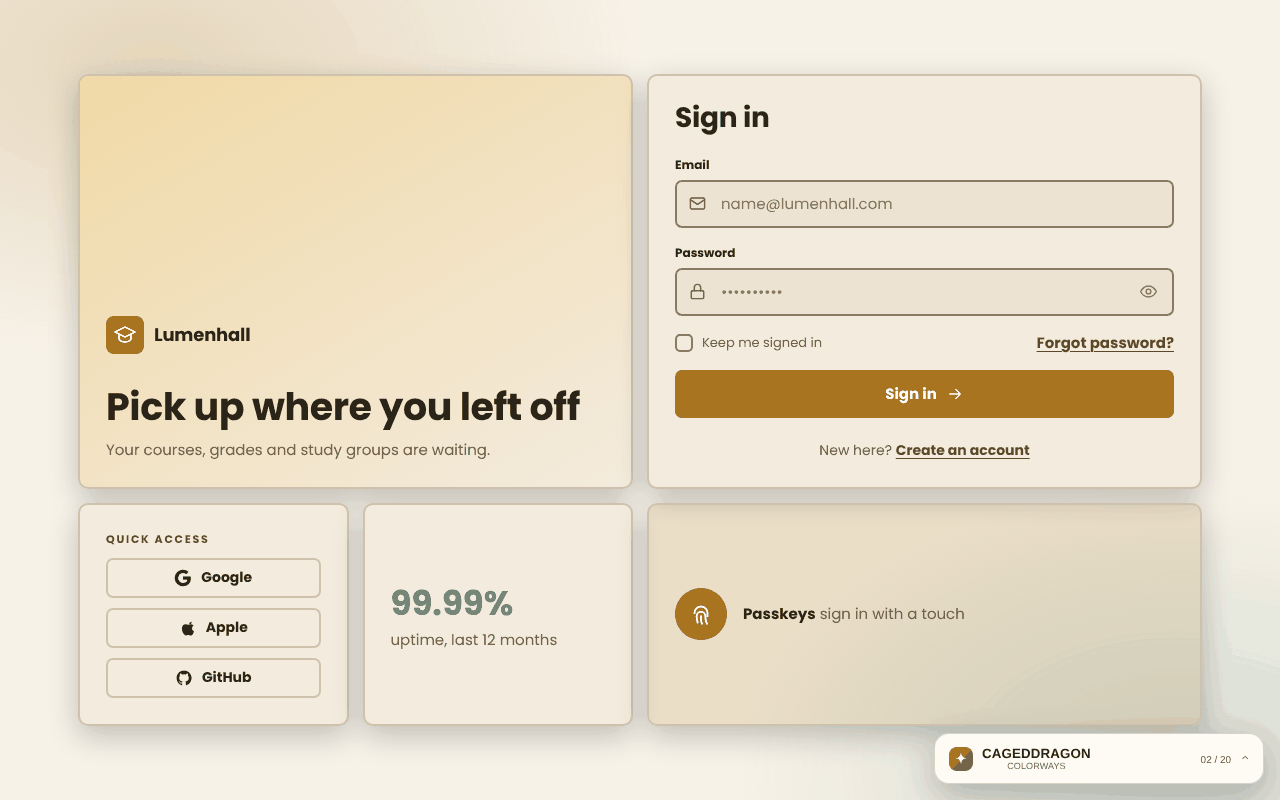 Lumenhall
Pick up where you left off
Your courses, grades and study groups are waiting.
Sign in
Email
name@lumenhall.com
Password
••••••••••
Keep me signed in
Forgot password?
Sign in →
New here? Create an account
QUICK ACCESS
Google
Apple
GitHub
99.99%
uptime, last 12 months
Passkeys sign in with a touch
CAGEDDRAGON
COLORWAYS
02 / 20